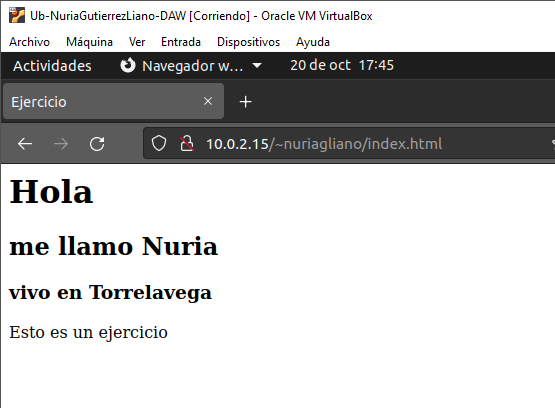 Ub-NuriaGutierrezLiano-DAW [Corriendo] - Oracle VM VirtualBox
Archivo Máquina Ver Entrada Dispositivos Ayuda
Actividades Navegador w... 20 de oct 17:45
Ejercicio
10.0.2.15/~nuriagliano/index.html
Hola
me llamo Nuria
vivo en Torrelavega
Esto es un ejercicio